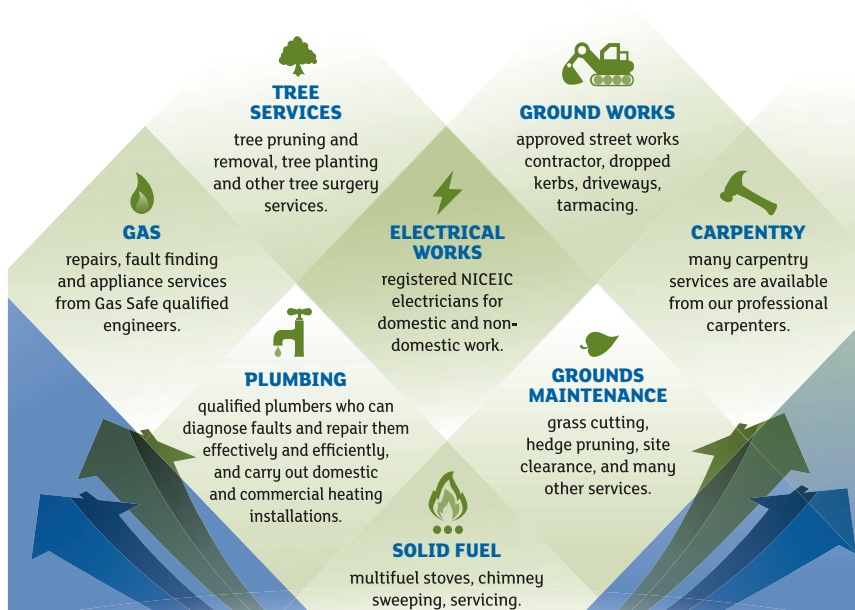 TREE
SERVICES
tree pruning and
removal, tree planting
and other tree surgery
services.
GROUND WORKS
approved street works
contractor, dropped
kerbs, driveways,
tarmacing.
GAS
repairs, fault finding
and appliance services
from Gas Safe qualified
engineers.
ELECTRICAL
WORKS
registered NICEIC
electricians for
domestic and non-
domestic work.
CARPENTRY
many carpentry
services are available
from our professional
carpenters.
PLUMBING
qualified plumbers who can
diagnose faults and repair them
effectively and efficiently,
and carry out domestic
and commercial heating
installations.
GROUNDS
MAINTENANCE
grass cutting,
hedge pruning, site
clearance, and many
other services.
SOLID FUEL
multifuel stoves, chimney
sweeping, servicing.